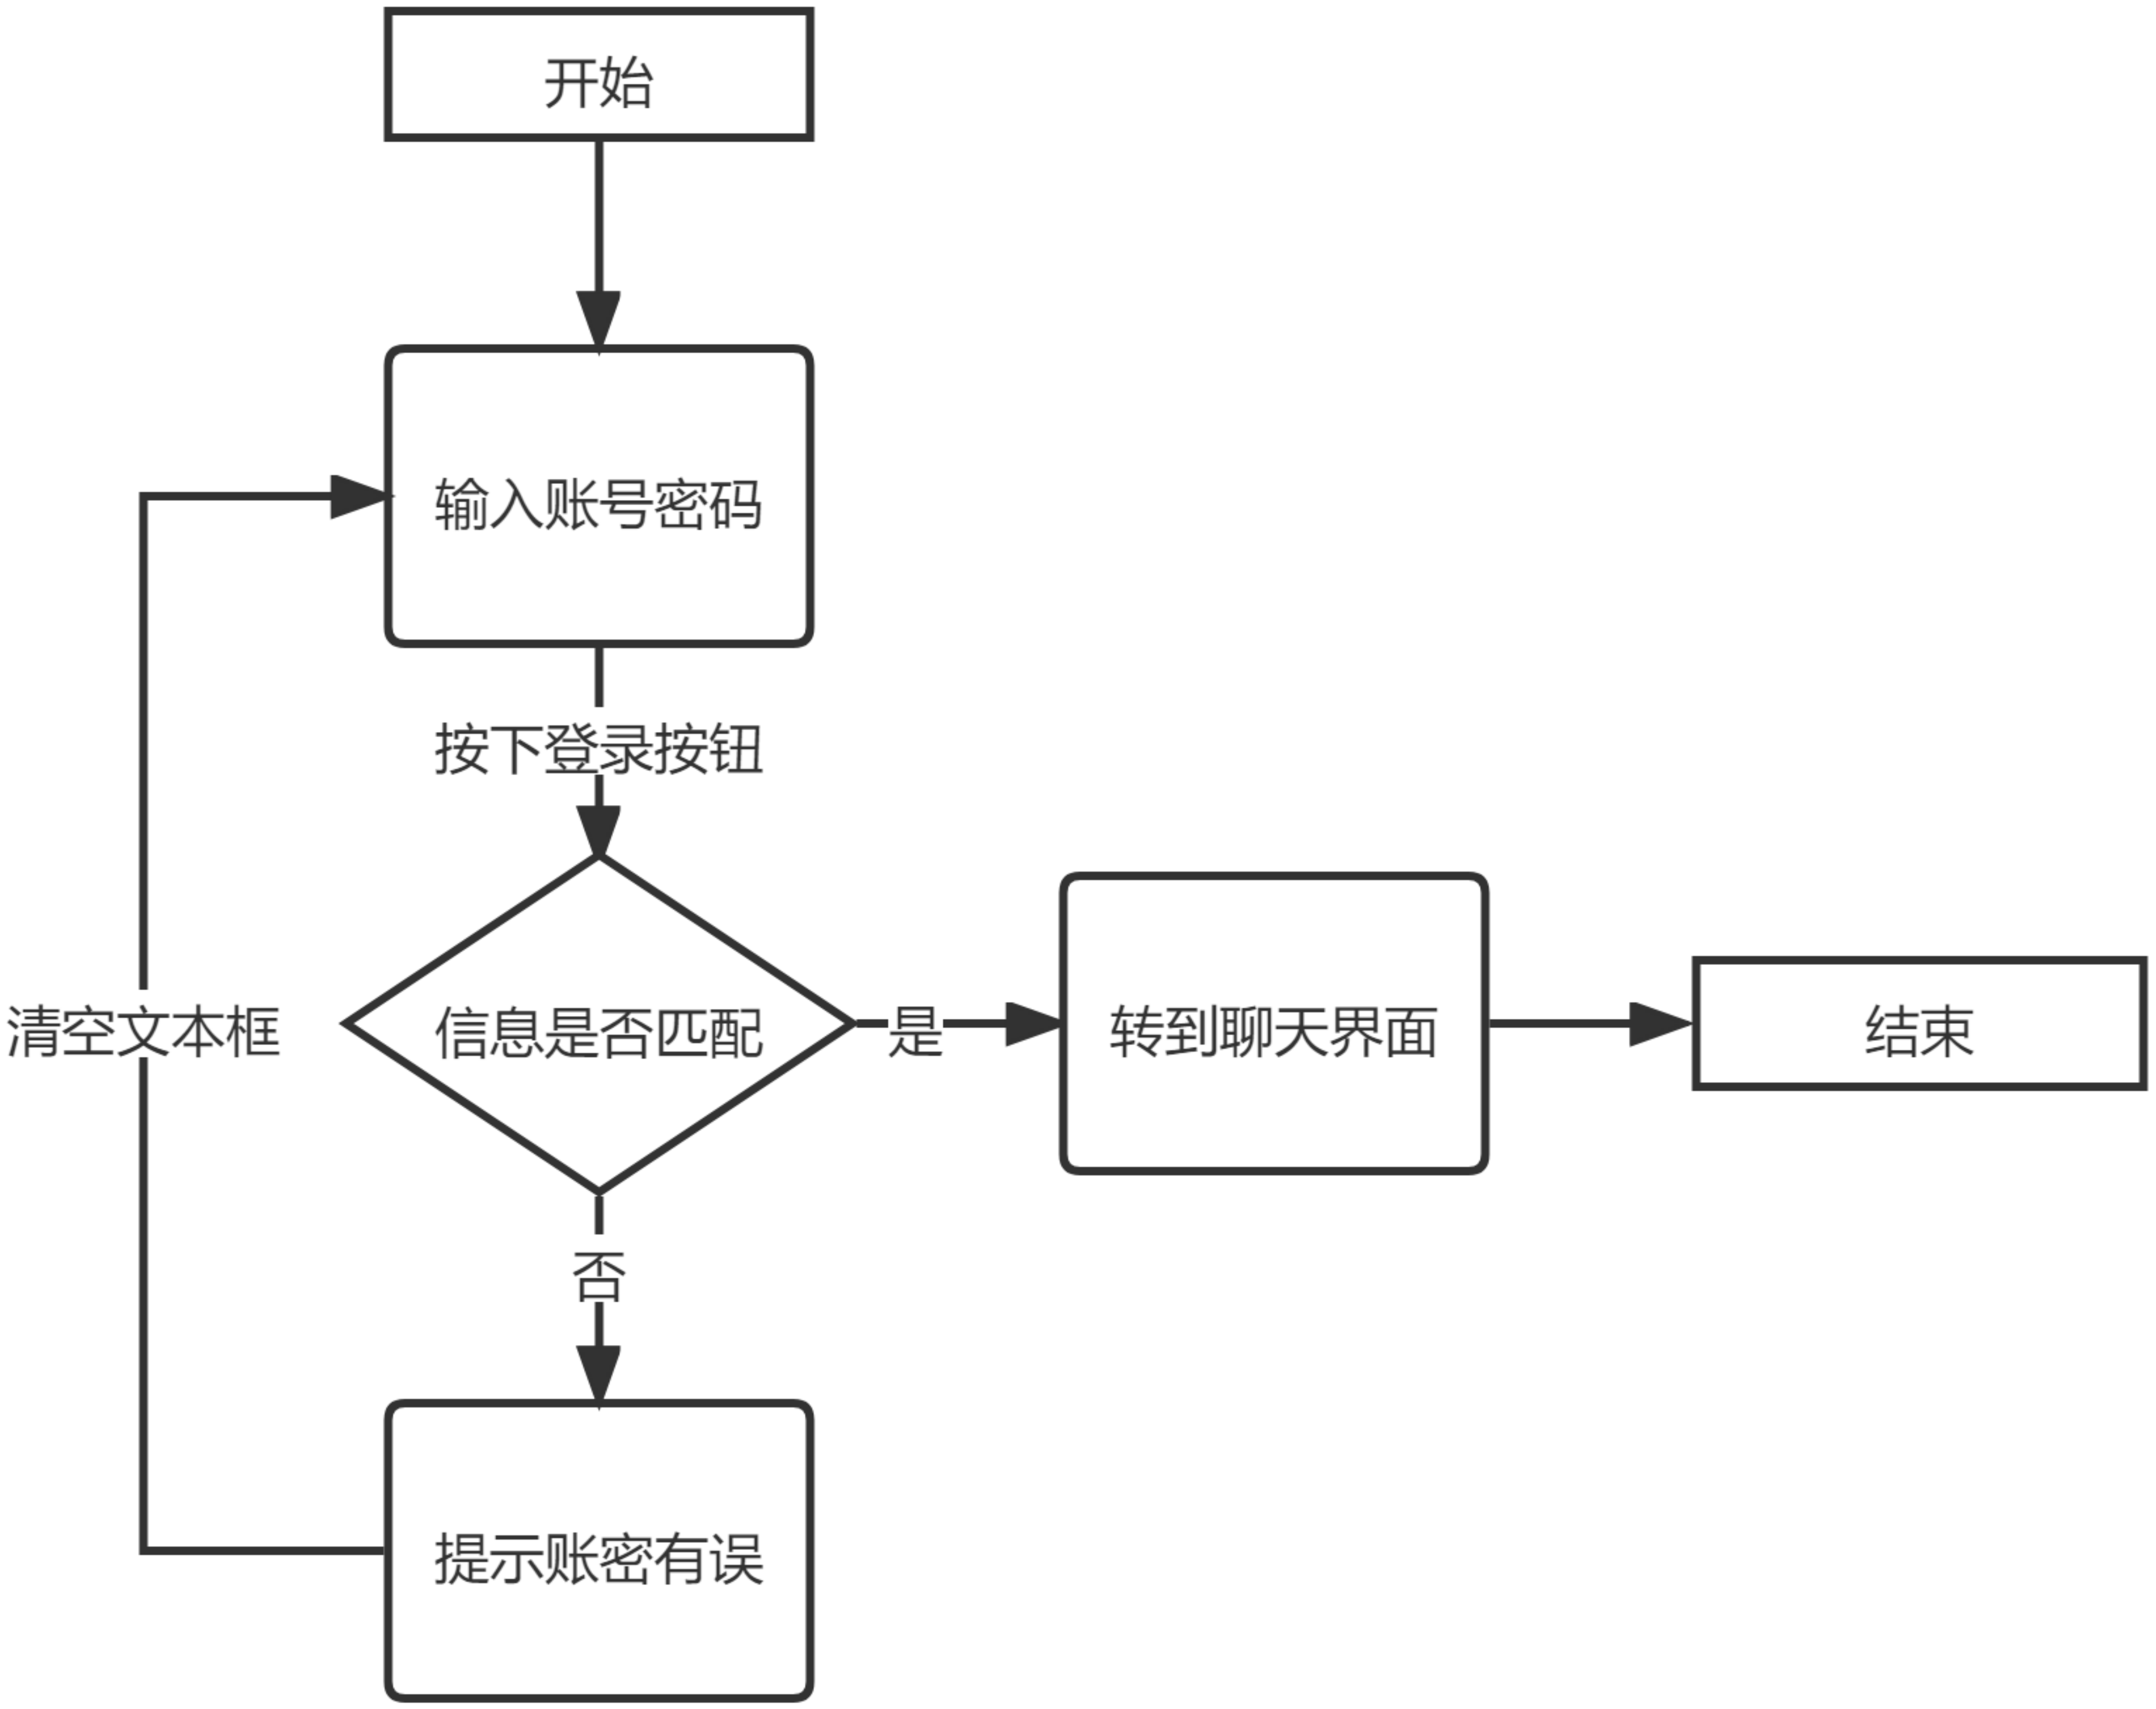 开始
输入账号密码
按下登录按钮
清空文本框
信息是否匹配
是
转到聊天界面
结束
否
提示账密有误